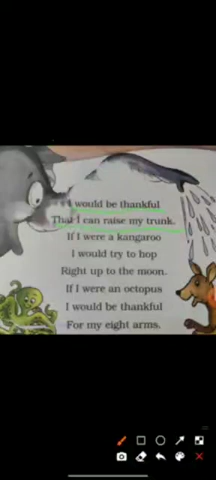 I would be thankful
That I can raise my trunk.
If I were a kangaroo
I would try to hop
Right up to the moon.
If I were an octopus
I would be thankful
For my eight arms.